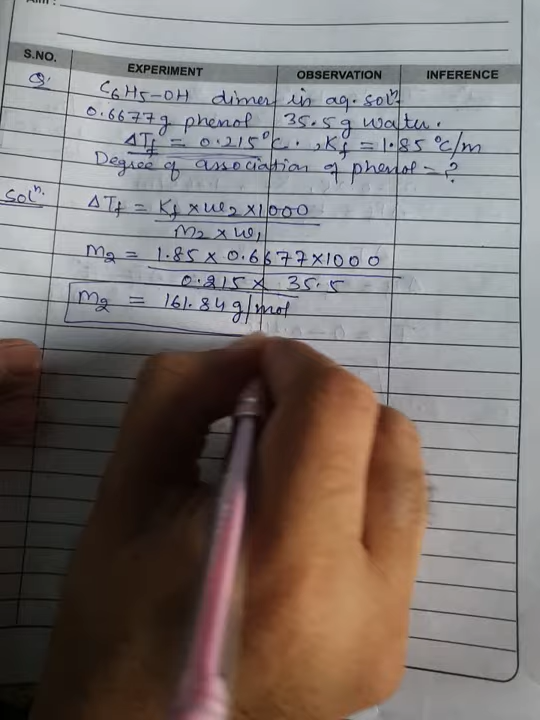 Aim :
S.NO. EXPERIMENT OBSERVATION INFERENCE
Q. C6H5-OH dimer in aq. solⁿ.
0.6677g phenol 35.5 g water.
ΔTf = 0.215°C. , Kf = 1.85 °C/m
Degree of association of phenol = ?
Solⁿ. ΔTf = Kf × w2 × 1000
M2 × w1
M2 = 1.85 × 0.6677 × 1000
0.215 × 35.5
M2 = 161.84 g/mol